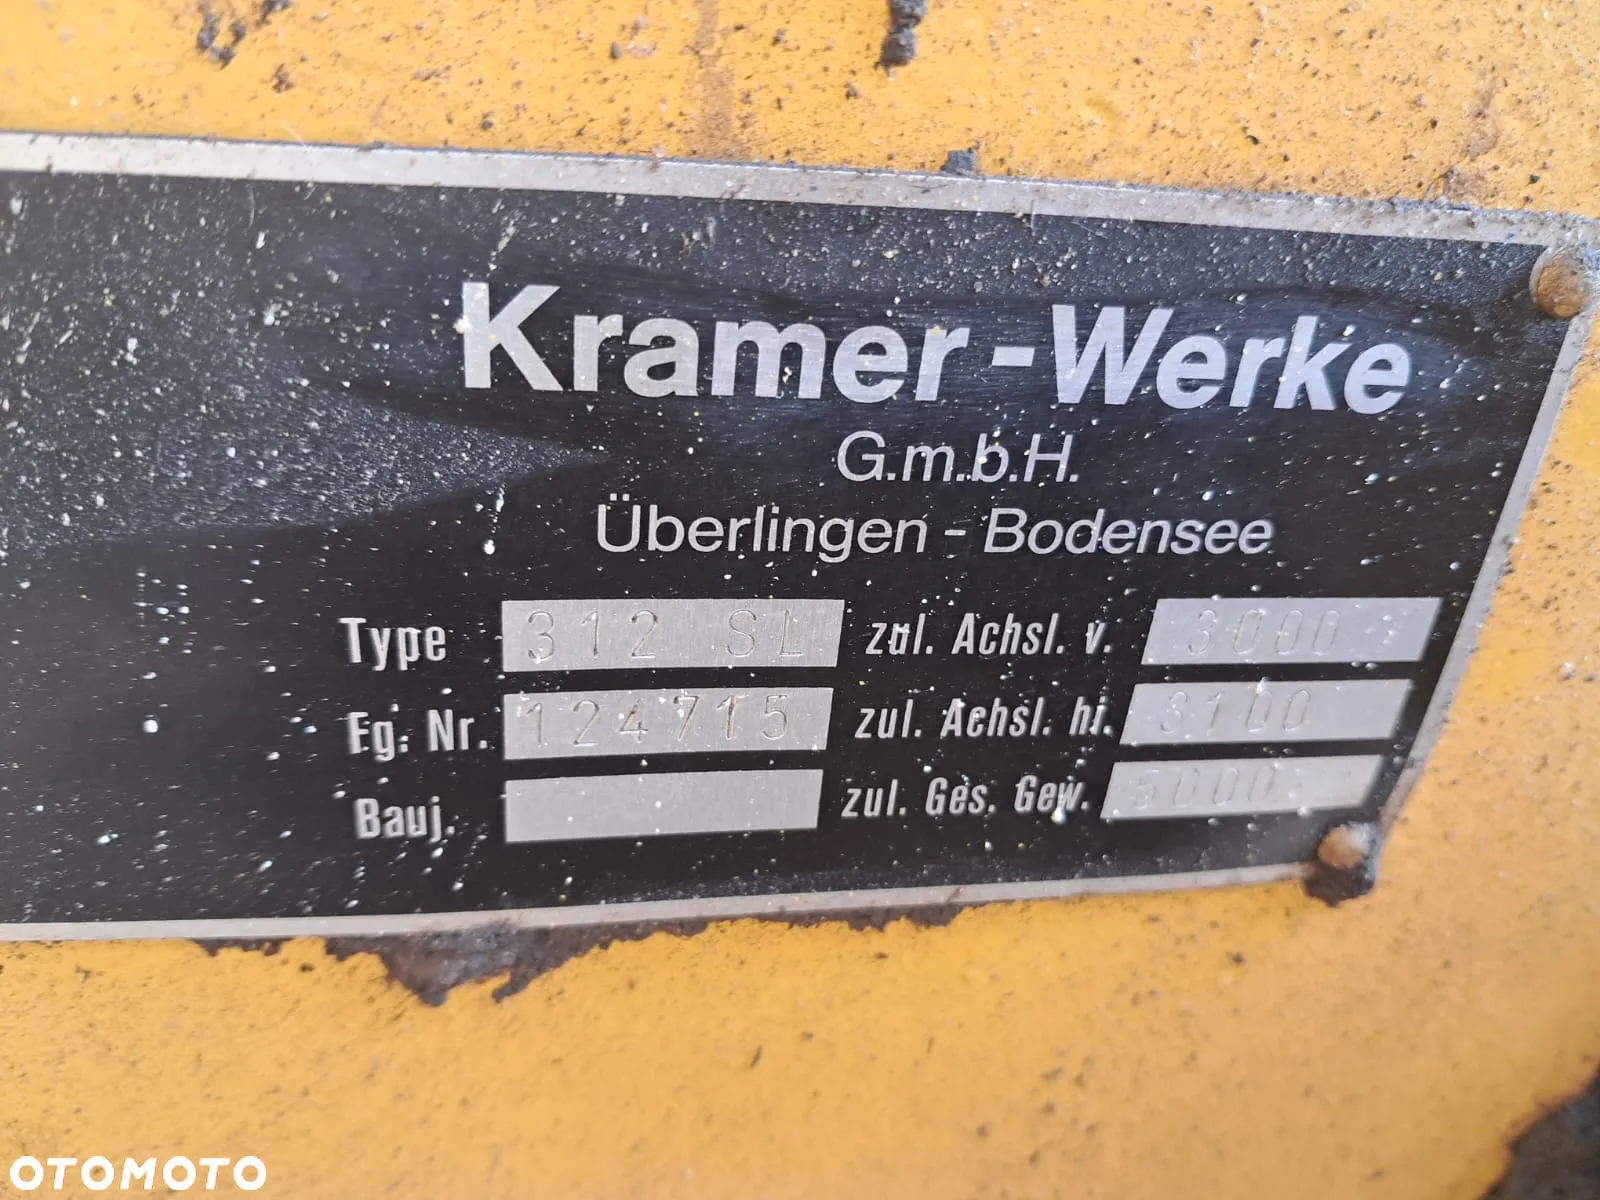 Kramer-Werke
G.m.b.H.
Überlingen - Bodensee
Type 312 SL zul. Achsl. v. 3000
Fg. Nr. 124715 zul. Achsl. hi. 3100
Bauj. zul. Ges. Gew. 5000
OTOMOTO